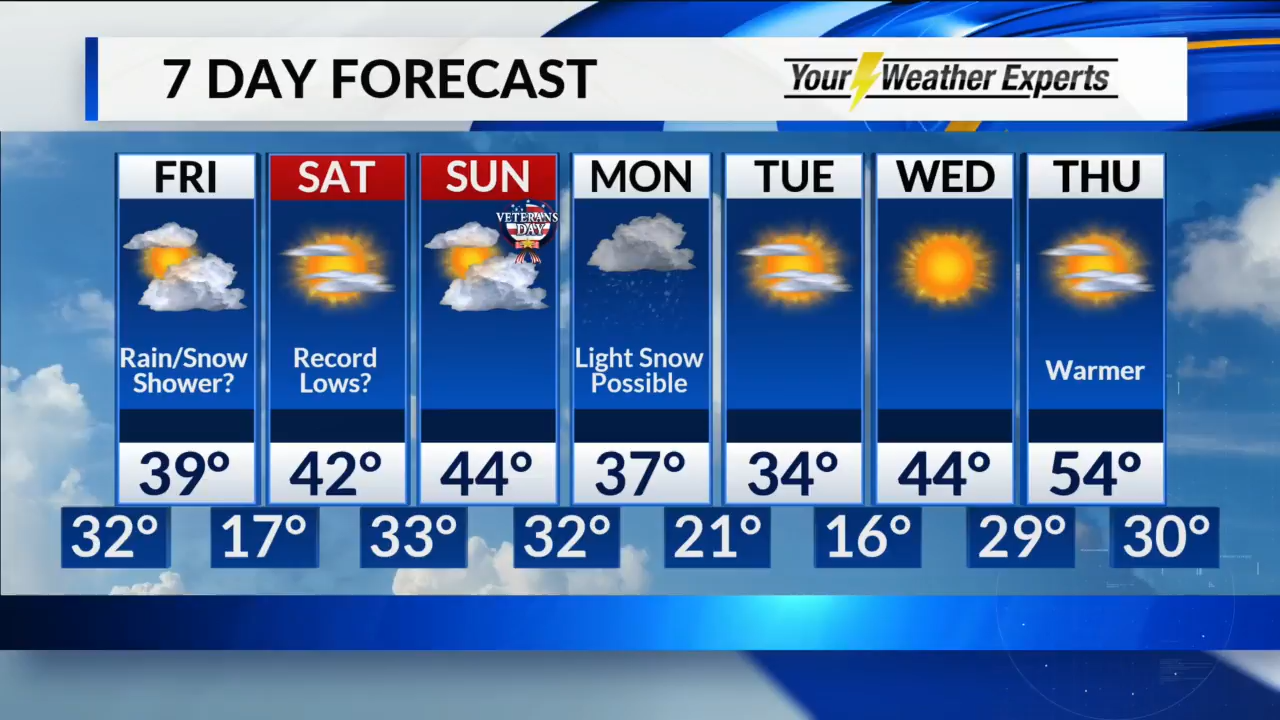 7 DAY FORECAST
Your Weather Experts
FRI SAT SUN MON TUE WED THU
VETERANS
DAY
Rain/Snow
Shower?
Record
Lows?
Light Snow
Possible
Warmer
39° 42° 44° 37° 34° 44° 54°
32° 17° 33° 32° 21° 16° 29° 30°